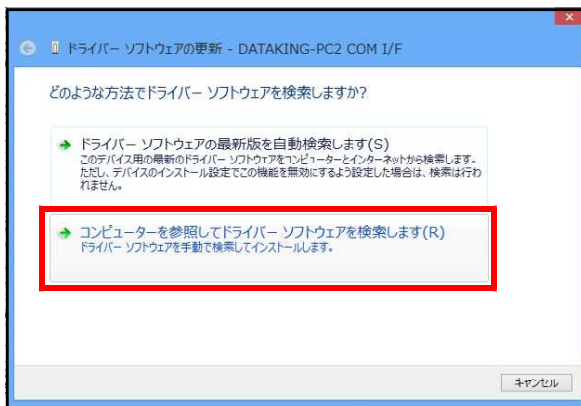 ドライバー ソフトウェアの更新 - DATAKING-PC2 COM I/F
どのような方法でドライバー ソフトウェアを検索しますか?
ドライバー ソフトウェアの最新版を自動検索します(S)
このデバイス用の最新のドライバー ソフトウェアをコンピューターとインターネットから検索します。
ただし、デバイスのインストール設定でこの機能を無効にするよう設定した場合は、検索は行わ
れません。
コンピューターを参照してドライバー ソフトウェアを検索します(R)
ドライバー ソフトウェアを手動で検索してインストールします。
キャンセル